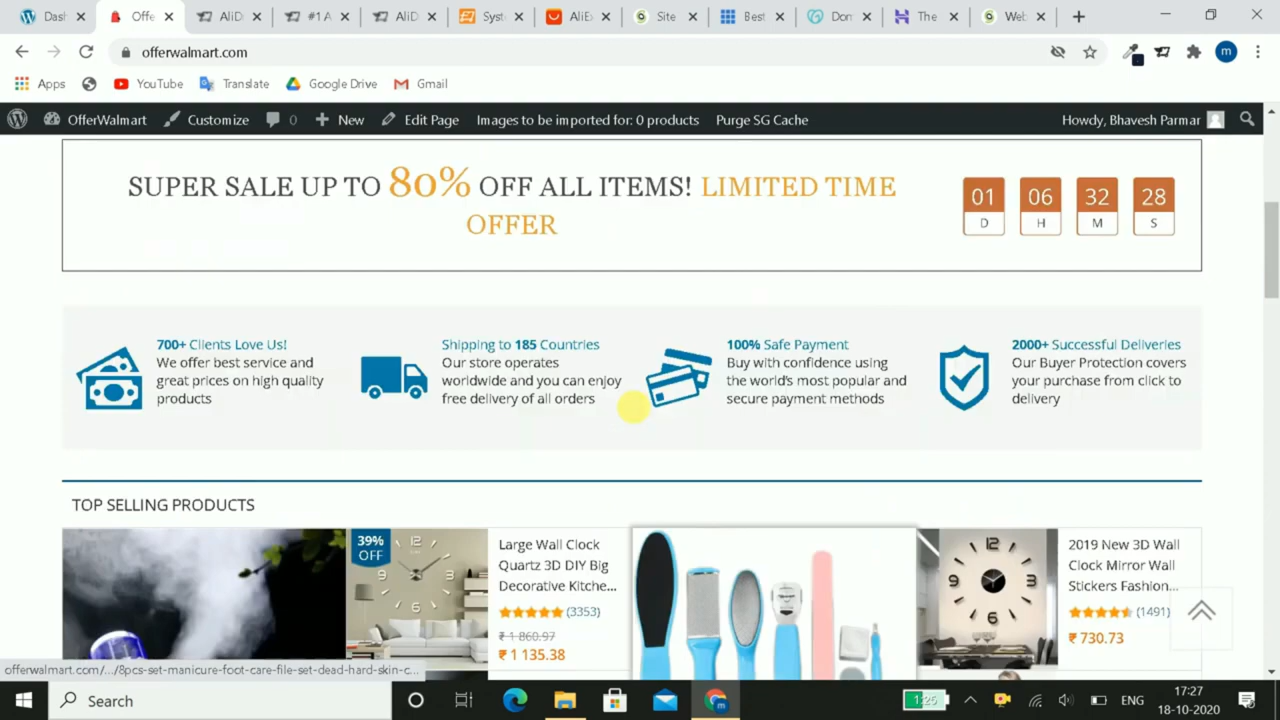 Dash
Offe
AliD
#1 A
AliD
Syst
AliEx
Site
Best
Don
The
Web
offerwalmart.com
m
Apps
YouTube
Translate
Google Drive
Gmail
OfferWalmart
Customize
0
New
Edit Page
Images to be imported for: 0 products
Purge SG Cache
Howdy, Bhavesh Parmar
SUPER SALE UP TO 80% OFF ALL ITEMS! LIMITED TIME
OFFER
01 06 32 28
D H M S
700+ Clients Love Us!
We offer best service and
great prices on high quality
products
Shipping to 185 Countries
Our store operates
worldwide and you can enjoy
free delivery of all orders
100% Safe Payment
Buy with confidence using
the world's most popular and
secure payment methods
2000+ Successful Deliveries
Our Buyer Protection covers
your purchase from click to
delivery
TOP SELLING PRODUCTS
39%
OFF
Large Wall Clock
Quartz 3D DIY Big
Decorative Kitche...
(3353)
₹ 1 860.97
₹ 1 135.38
2019 New 3D Wall
Clock Mirror Wall
Stickers Fashion...
(1491)
₹ 730.73
offerwalmart.com/.../8pcs-set-manicure-foot-care-file-set-dead-hard-skin-c...
Search
1:25
ENG
17:27
18-10-2020